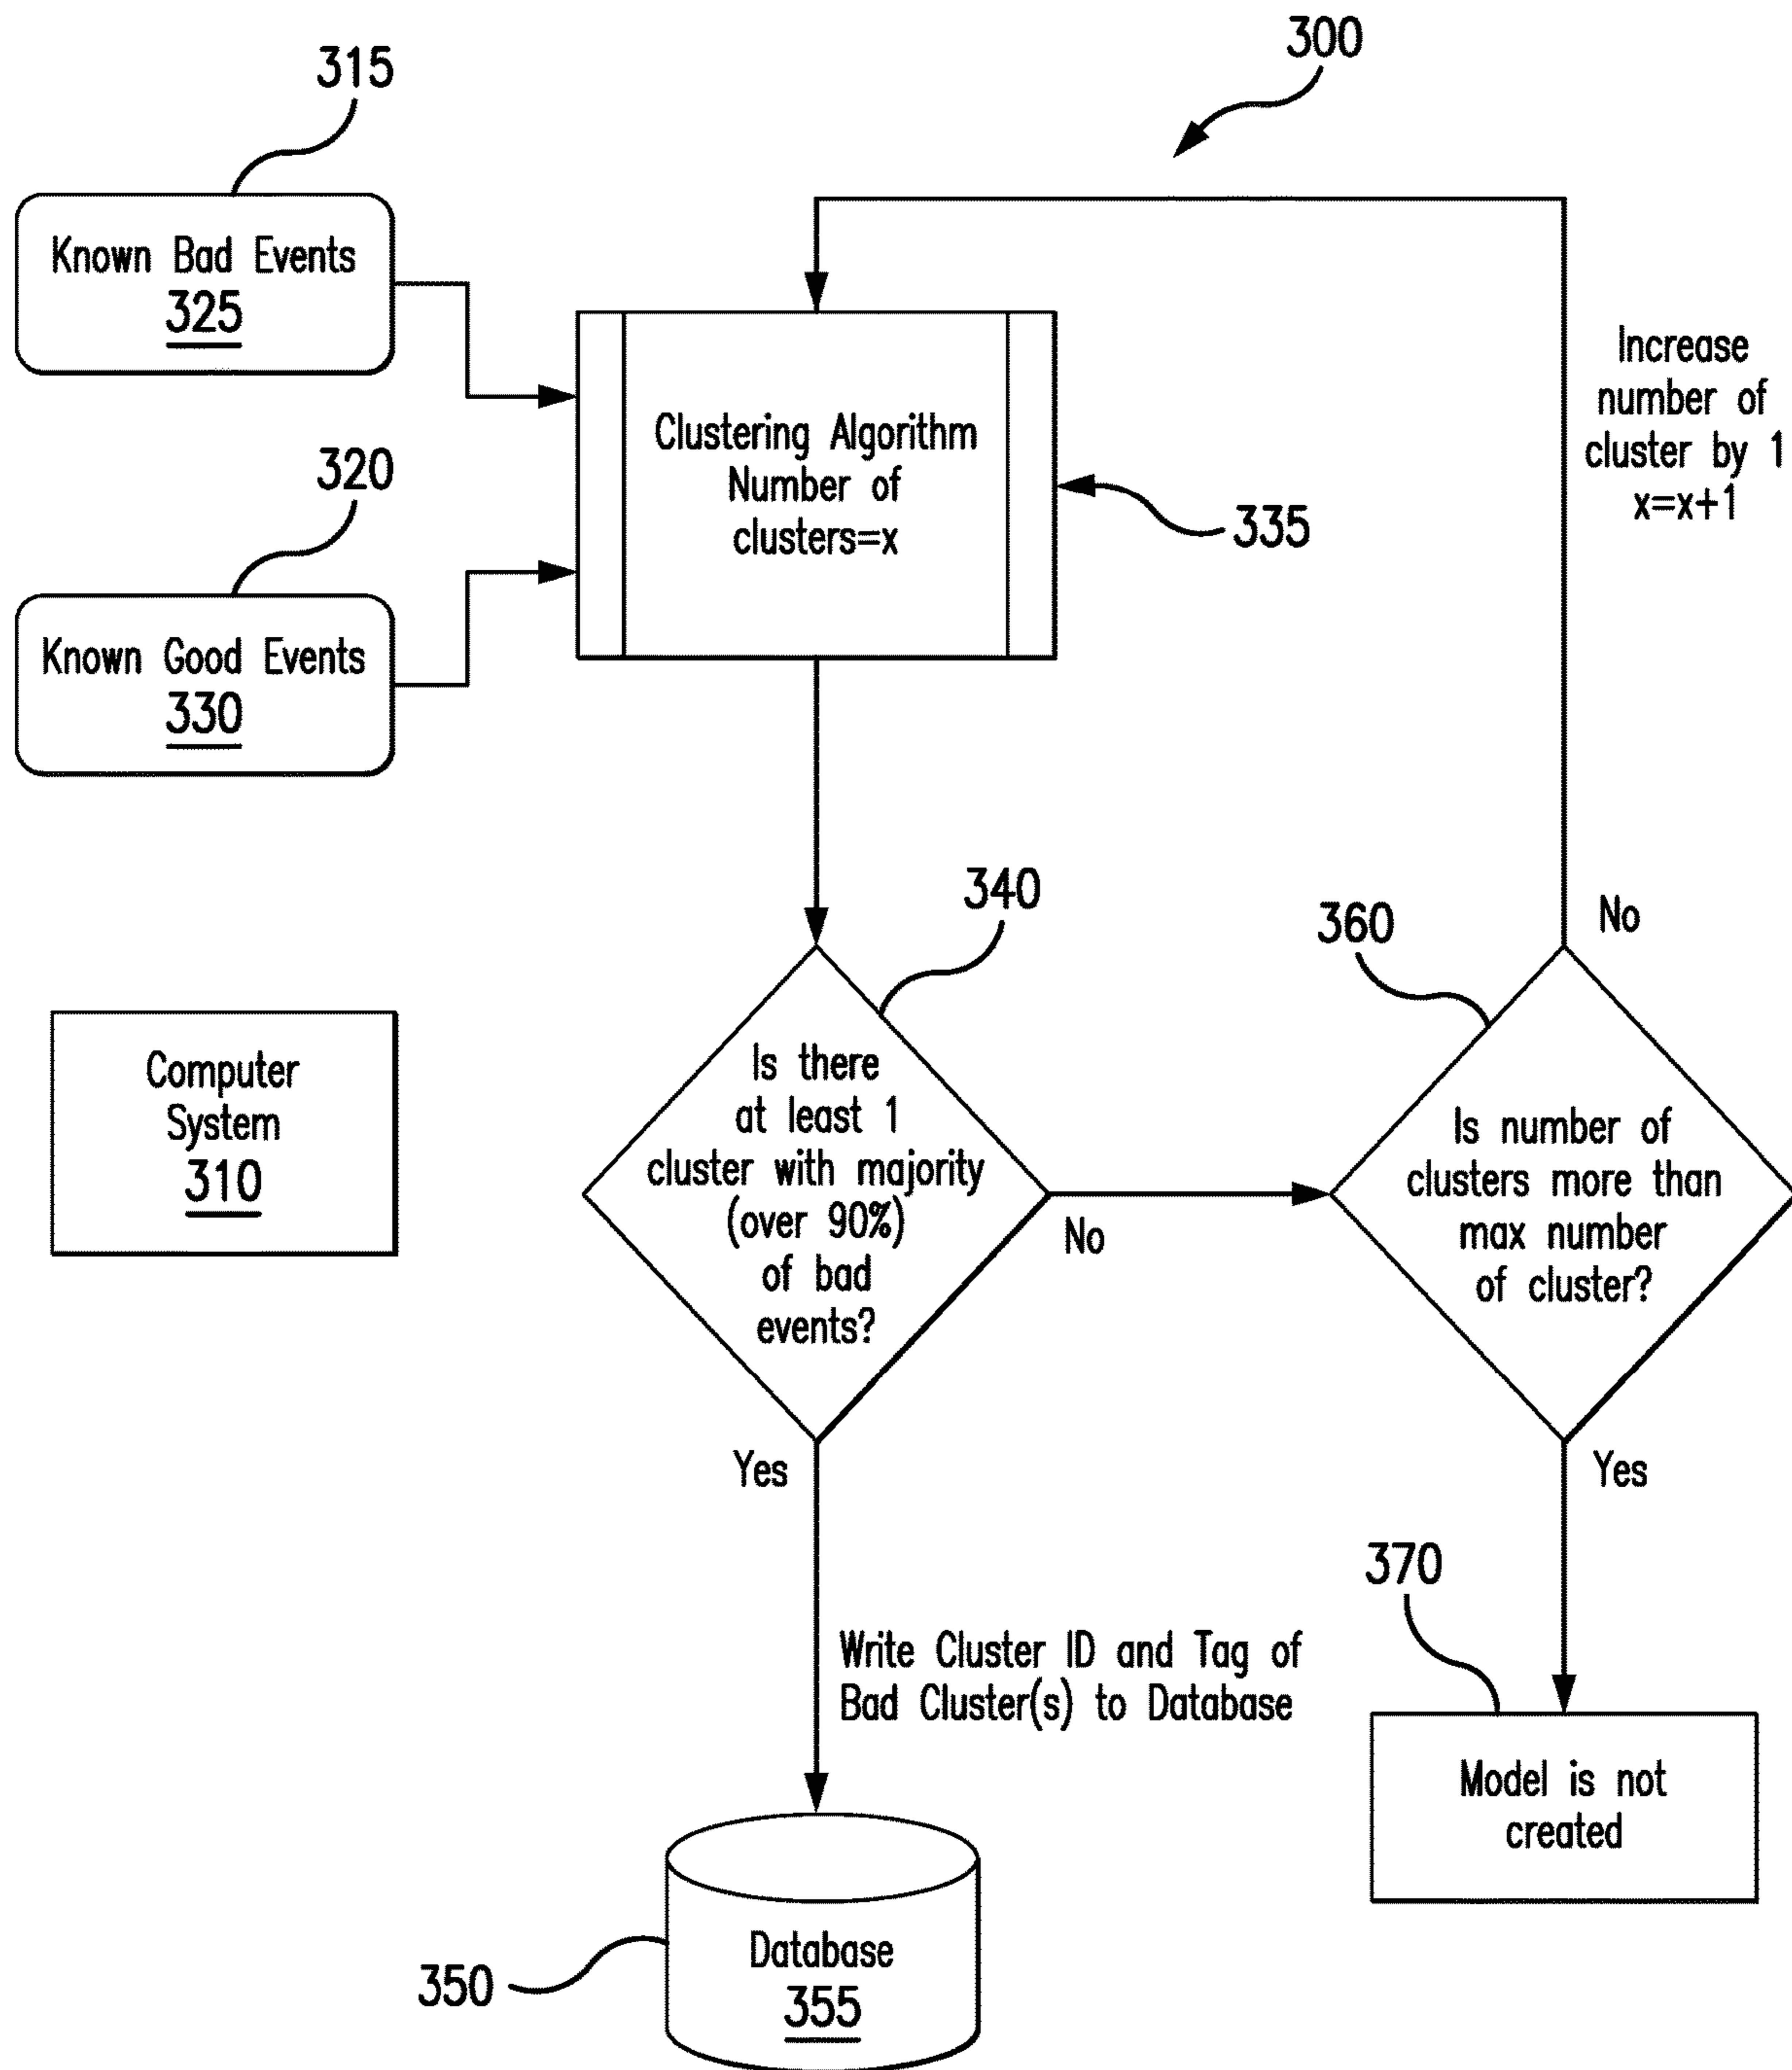 300
315
Known Bad Events
325
320
Known Good Events
330
Clustering Algorithm
Number of
clusters=x
335
Increase
number of
cluster by 1
x=x+1
Computer
System
310
340
Is there
at least 1
cluster with majority
(over 90%)
of bad
events?
No
360
No
Is number of
clusters more than
max number
of cluster?
Yes
Yes
Write Cluster ID and Tag of
Bad Cluster(s) to Database
370
Model is not
created
350
Database
355